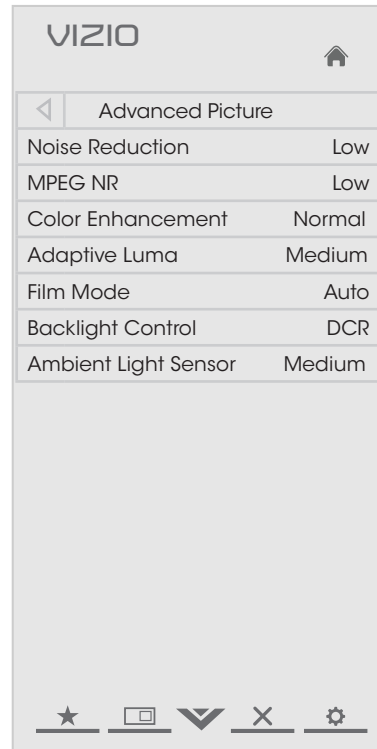 VIZIO
Advanced Picture
Noise Reduction Low
MPEG NR Low
Color Enhancement Normal
Adaptive Luma Medium
Film Mode Auto
Backlight Control DCR
Ambient Light Sensor Medium